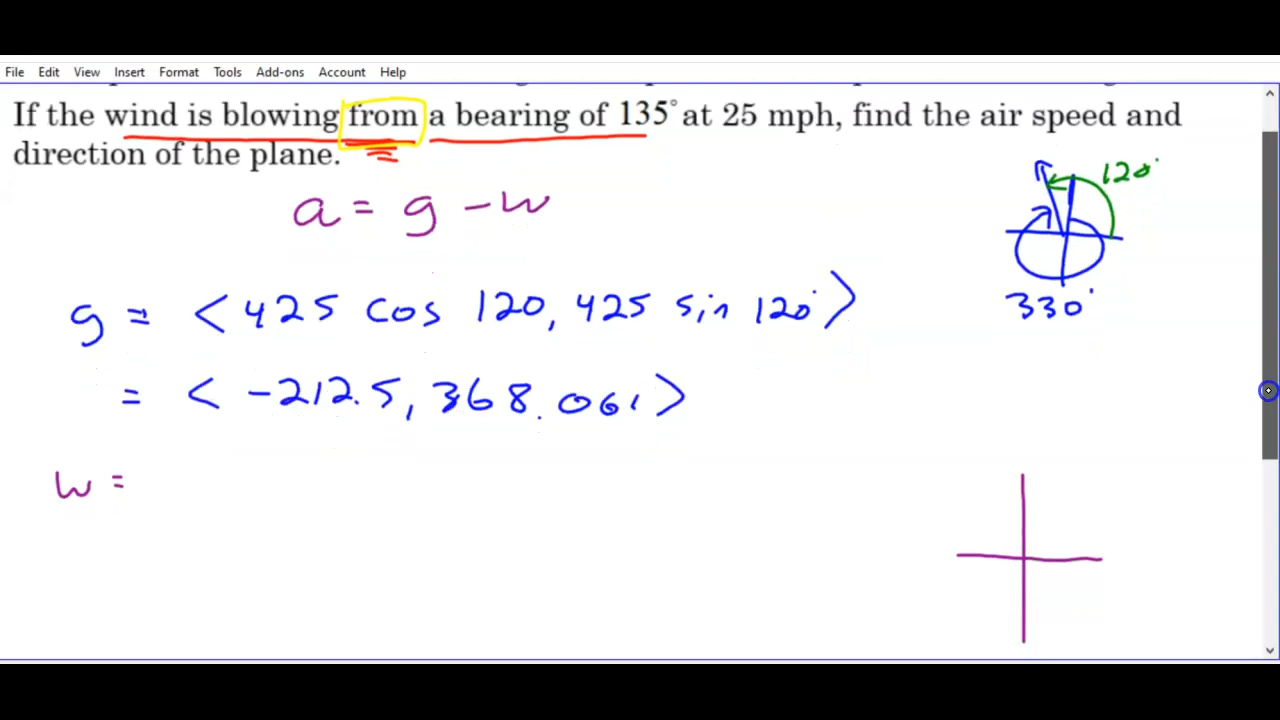 File Edit View Insert Format Tools Add-ons Account Help
If the wind is blowing from a bearing of 135° at 25 mph, find the air speed and
direction of the plane.
120°
a = g - w
g = < 425 cos 120, 425 sin 120° >
330°
= < -212.5, 368.061 >
w =